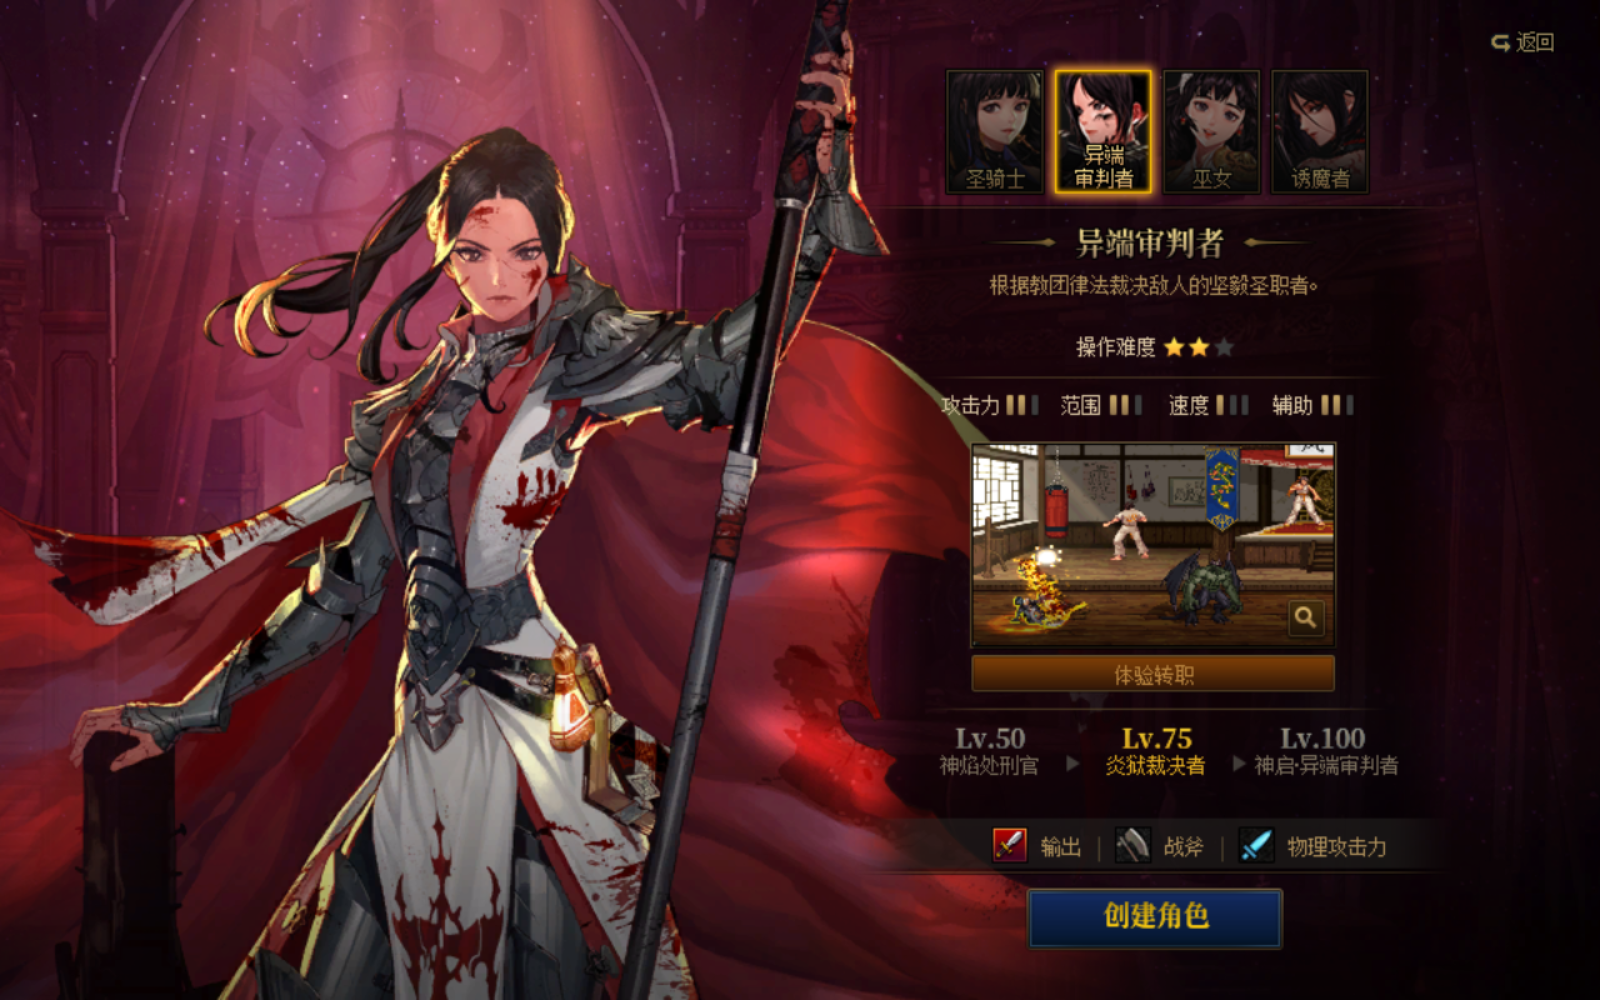 返回
圣骑士
异端
审判者
巫女
诱魔者
异端审判者
根据教团律法裁决敌人的坚毅圣职者。
操作难度
攻击力 范围 速度 辅助
体验转职
Lv.50 Lv.75 Lv.100
神焰处刑官 炎狱裁决者 神启·异端审判者
输出 | 战斧 | 物理攻击力
创建角色